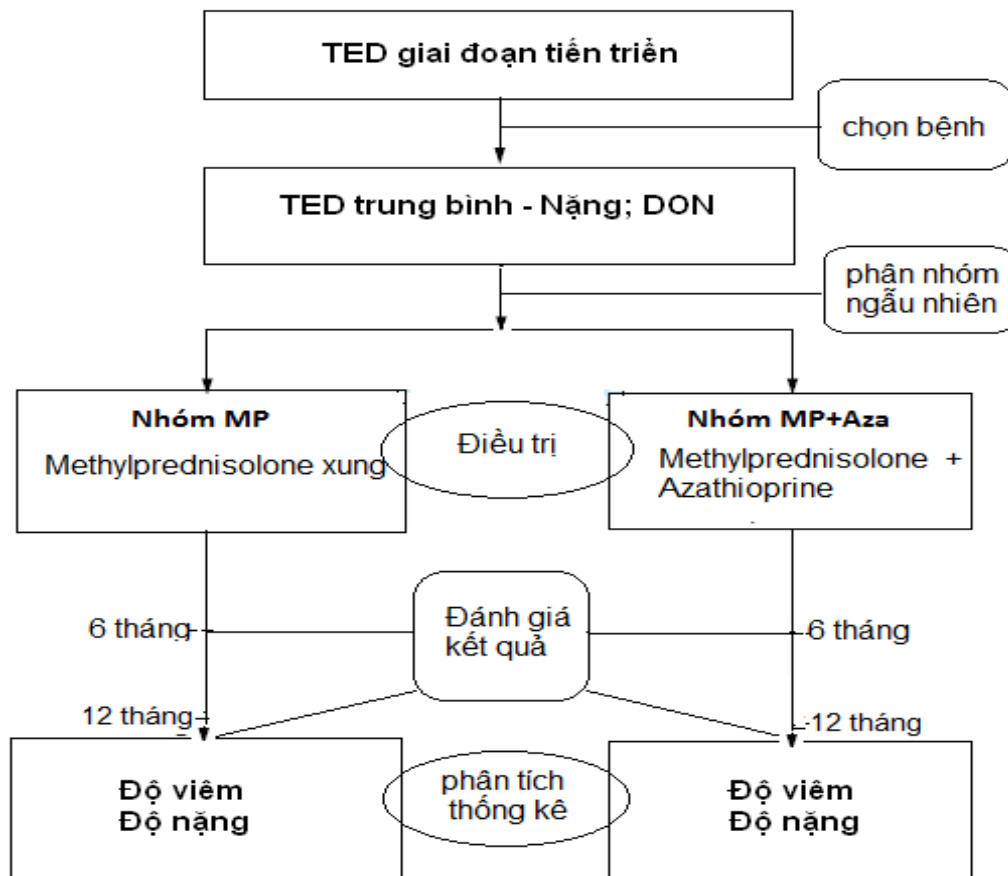 TED giai đoạn tiến triển
chọn bệnh
TED trung bình - Nặng; DON
phân nhóm
ngẫu nhiên
Nhóm MP
Methylprednisolone xung
Điều trị
Nhóm MP+Aza
Methylprednisolone +
Azathioprine
6 tháng
Đánh giá
kết quả
6 tháng
12 tháng
12 tháng
Độ viêm
Độ nặng
phân tích
thống kê
Độ viêm
Độ nặng